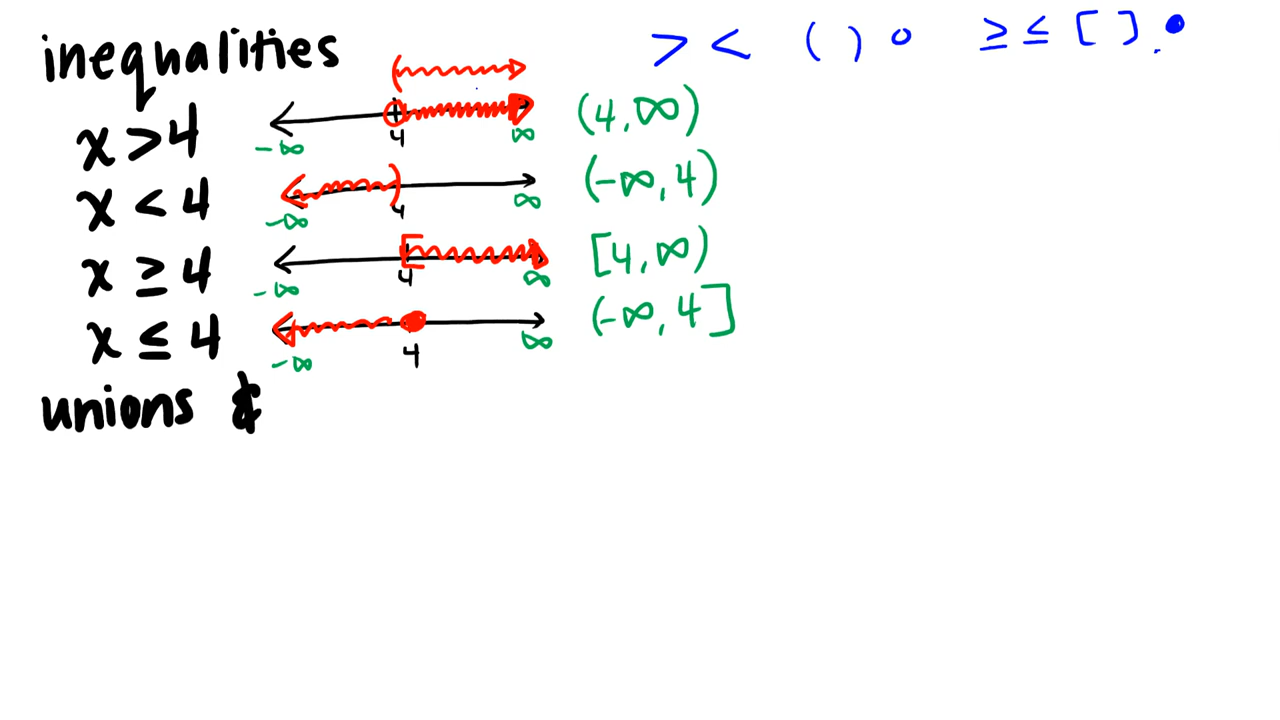 inequalities > < ( ) ≥ ≤ [ ]
x > 4 -∞ 4 ∞ (4, ∞)
x < 4 -∞ 4 ∞ (-∞, 4)
x ≥ 4 -∞ 4 ∞ [4, ∞)
x ≤ 4 -∞ 4 ∞ (-∞, 4]
unions &